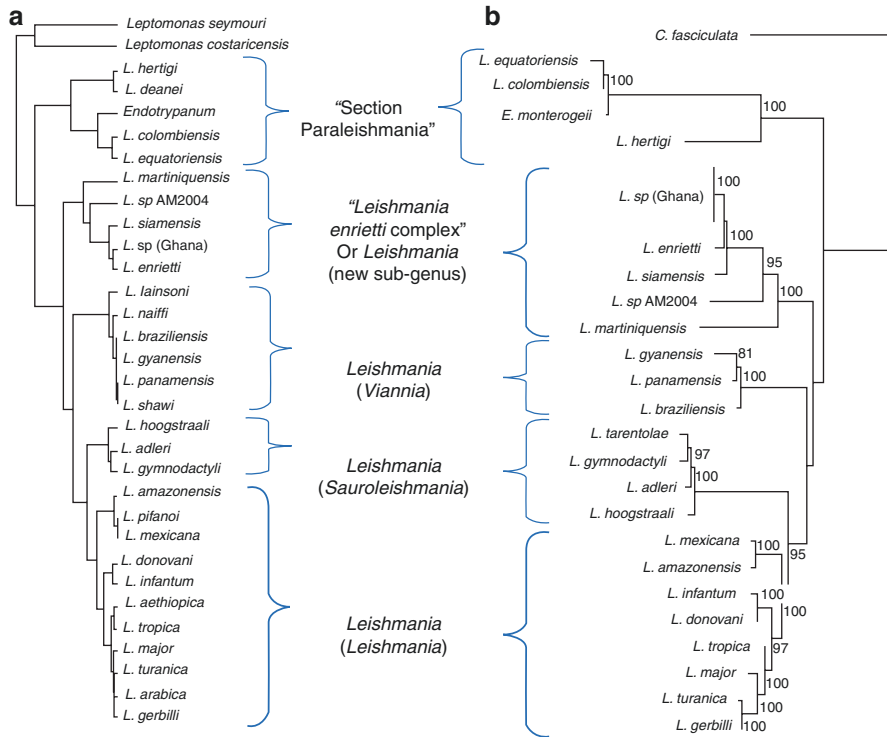 a
Leptomonas seymouri
Leptomonas costaricensis
L. hertigi
L. deanei
Endotrypanum
L. colombiensis
L. equatoriensis
L. martiniquensis
L. sp AM2004
L. siamensis
L. sp (Ghana)
L. enrietti
L. lainsoni
L. naiffi
L. braziliensis
L. gyanensis
L. panamensis
L. shawi
L. hoogstraali
L. adleri
L. gymnodactyli
L. amazonensis
L. pifanoi
L. mexicana
L. donovani
L. infantum
L. aethiopica
L. tropica
L. major
L. turanica
L. arabica
L. gerbilli
"Section
Paraleishmania"
"Leishmania
enrietti complex"
Or Leishmania
(new sub-genus)
Leishmania
(Viannia)
Leishmania
(Sauroleishmania)
Leishmania
(Leishmania)
b
C. fasciculata
L. equatoriensis
L. colombiensis
100
E. monterogeii
100
L. hertigi
100
L. sp (Ghana)
L. enrietti
100
L. siamensis
95
L. sp AM2004
100
L. martiniquensis
L. gyanensis
81
L. panamensis
100
L. braziliensis
L. tarentolae
97
L. gymnodactyli
100
L. adleri
L. hoogstraali
L. mexicana
100
95
L. amazonensis
L. infantum
100
100
L. donovani
L. tropica
97
L. major
100
L. turanica
100
L. gerbilli
100